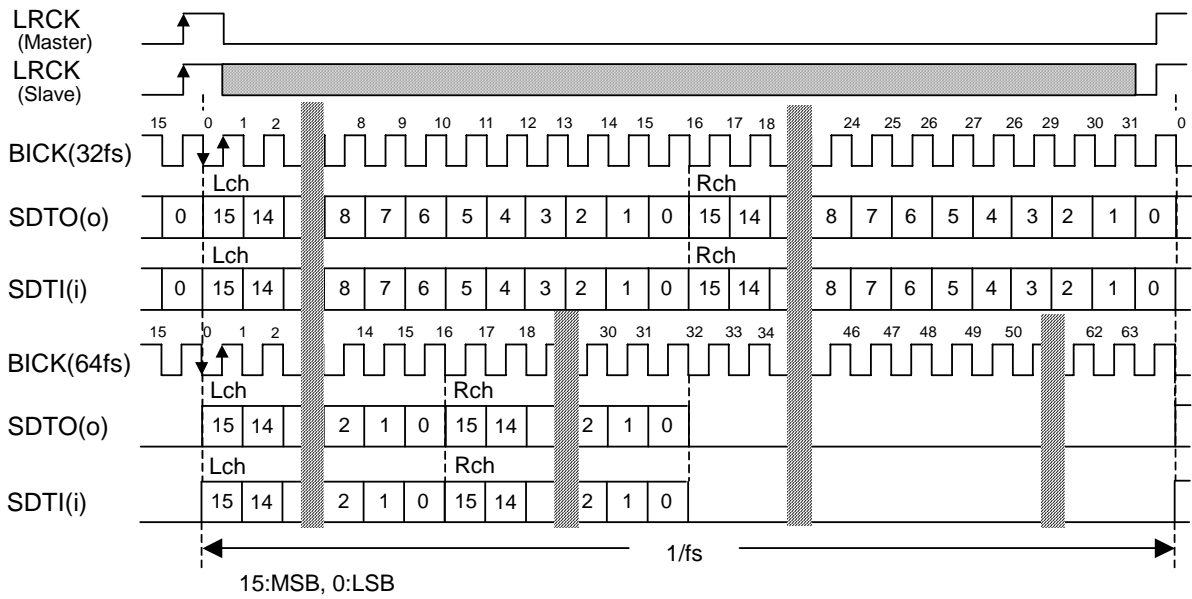 LRCK
(Master)
LRCK
(Slave)
15 0 1 2 8 9 10 11 12 13 14 15 16 17 18 24 25 26 27 26 29 30 31 0
BICK(32fs)
Lch Rch
SDTO(o) 0 15 14 8 7 6 5 4 3 2 1 0 15 14 8 7 6 5 4 3 2 1 0
Lch Rch
SDTI(i) 0 15 14 8 7 6 5 4 3 2 1 0 15 14 8 7 6 5 4 3 2 1 0
15 0 1 2 14 15 16 17 18 30 31 32 33 34 46 47 48 49 50 62 63
BICK(64fs)
Lch Rch
SDTO(o) 15 14 2 1 0 15 14 2 1 0
Lch Rch
SDTI(i) 15 14 2 1 0 15 14 2 1 0
1/fs
15:MSB, 0:LSB